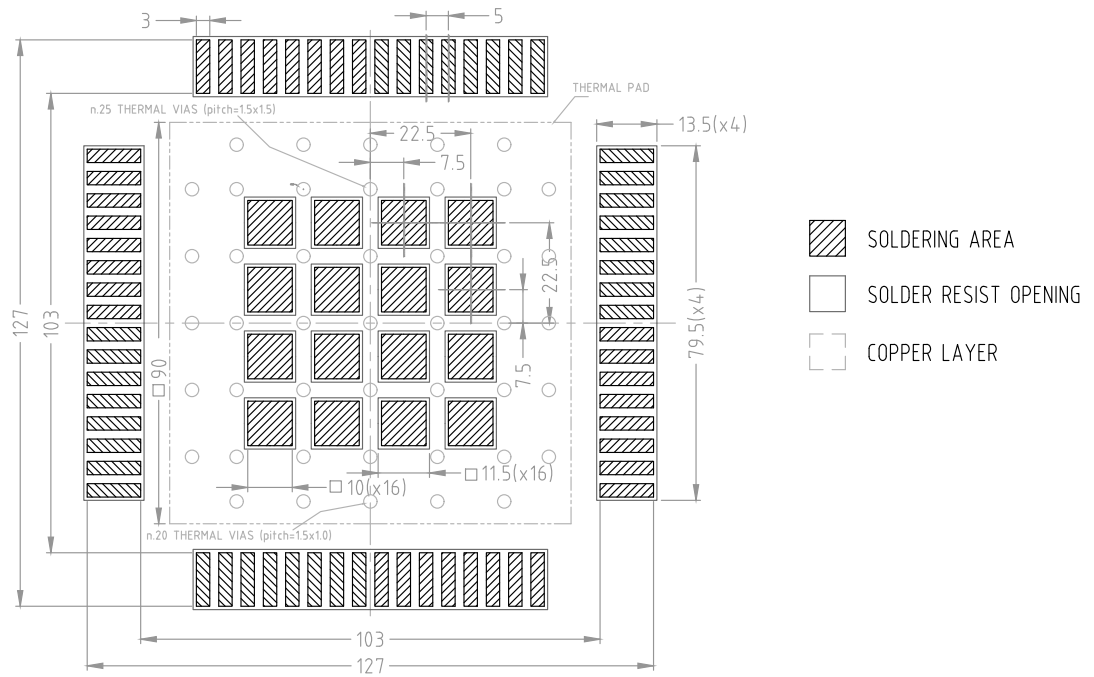 3
5
THERMAL PAD
n.25 THERMAL VIAS (pitch=1.5x1.5)
22.5
13.5(x4)
7.5
SOLDERING AREA
22.5
SOLDER RESIST OPENING
127
103
79.5(x4)
COPPER LAYER
□ 90
7.5
□ 11.5(x16)
□ 10(x16)
n.20 THERMAL VIAS (pitch=1.5x1.0)
103
127